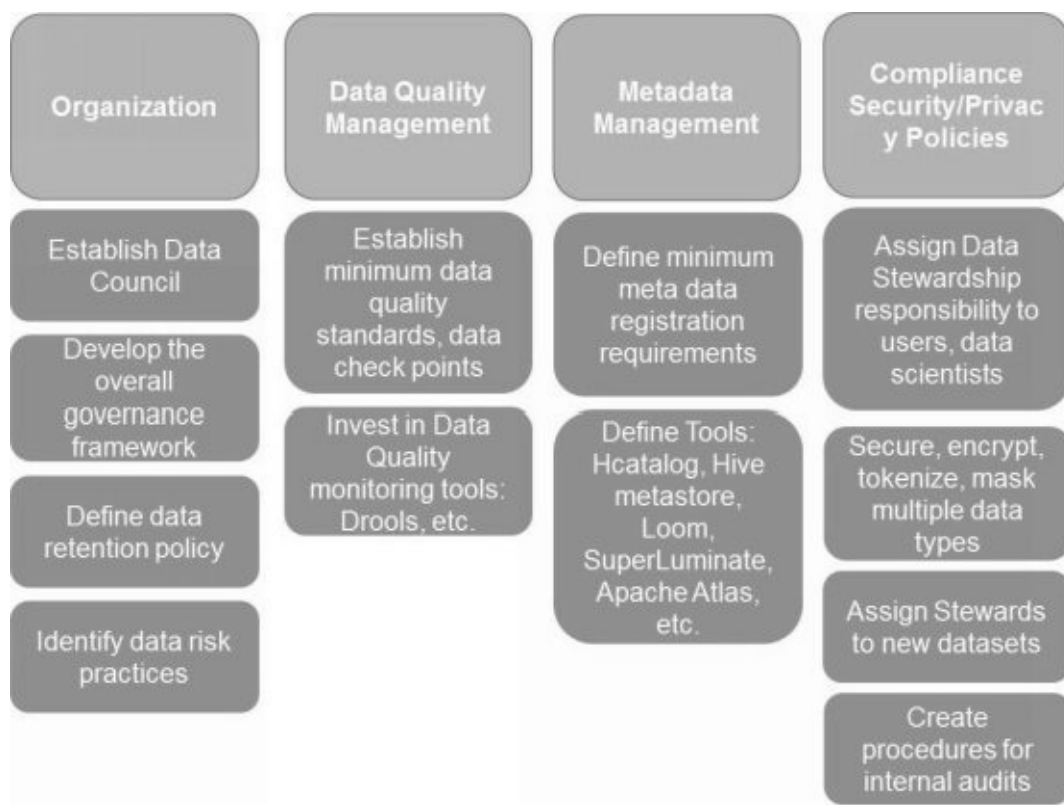 Organization
Establish Data
Council
Develop the
overall
governance
framework
Define data
retention policy
Identify data risk
practices
Data Quality
Management
Establish
minimum data
quality
standards, data
check points
Invest in Data
Quality
monitoring tools:
Drools, etc.
Metadata
Management
Define minimum
meta data
registration
requirements
Define Tools:
Hcatalog, Hive
metastore,
Loom,
SuperLuminate,
Apache Atlas,
etc.
Compliance
Security/Privac
y Policies
Assign Data
Stewardship
responsibility to
users, data
scientists
Secure, encrypt,
tokenize, mask
multiple data
types
Assign Stewards
to new datasets
Create
procedures for
internal audits